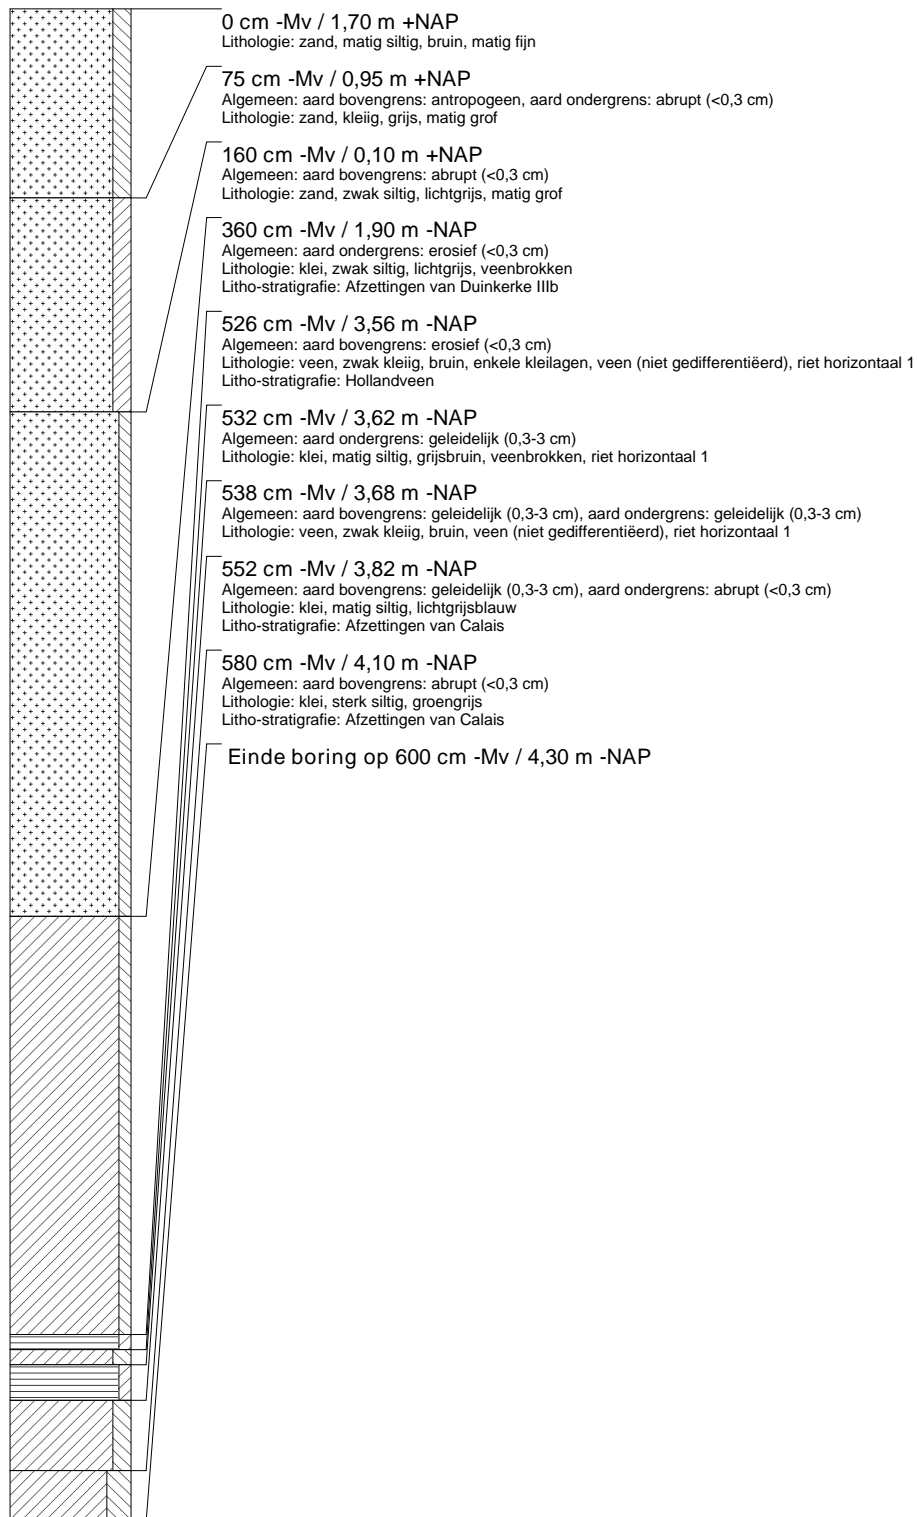 0 cm -Mv / 1,70 m +NAP
Lithologie: zand, matig siltig, bruin, matig fijn
75 cm -Mv / 0,95 m +NAP
Algemeen: aard bovengrens: antropogeen, aard ondergrens: abrupt (<0,3 cm)
Lithologie: zand, kleiig, grijs, matig grof
160 cm -Mv / 0,10 m +NAP
Algemeen: aard bovengrens: abrupt (<0,3 cm)
Lithologie: zand, zwak siltig, lichtgrijs, matig grof
360 cm -Mv / 1,90 m -NAP
Algemeen: aard ondergrens: erosief (<0,3 cm)
Lithologie: klei, zwak siltig, lichtgrijs, veenbrokken
Litho-stratigrafie: Afzettingen van Duinkerke IIIb
526 cm -Mv / 3,56 m -NAP
Algemeen: aard bovengrens: erosief (<0,3 cm)
Lithologie: veen, zwak kleiig, bruin, enkele kleilagen, veen (niet gedifferentiëerd), riet horizontaal 1
Litho-stratigrafie: Hollandveen
532 cm -Mv / 3,62 m -NAP
Algemeen: aard ondergrens: geleidelijk (0,3-3 cm)
Lithologie: klei, matig siltig, grijsbruin, veenbrokken, riet horizontaal 1
538 cm -Mv / 3,68 m -NAP
Algemeen: aard bovengrens: geleidelijk (0,3-3 cm), aard ondergrens: geleidelijk (0,3-3 cm)
Lithologie: veen, zwak kleiig, bruin, veen (niet gedifferentiëerd), riet horizontaal 1
552 cm -Mv / 3,82 m -NAP
Algemeen: aard bovengrens: geleidelijk (0,3-3 cm), aard ondergrens: abrupt (<0,3 cm)
Lithologie: klei, matig siltig, lichtgrijsblauw
Litho-stratigrafie: Afzettingen van Calais
580 cm -Mv / 4,10 m -NAP
Algemeen: aard bovengrens: abrupt (<0,3 cm)
Lithologie: klei, sterk siltig, groengrijs
Litho-stratigrafie: Afzettingen van Calais
Einde boring op 600 cm -Mv / 4,30 m -NAP